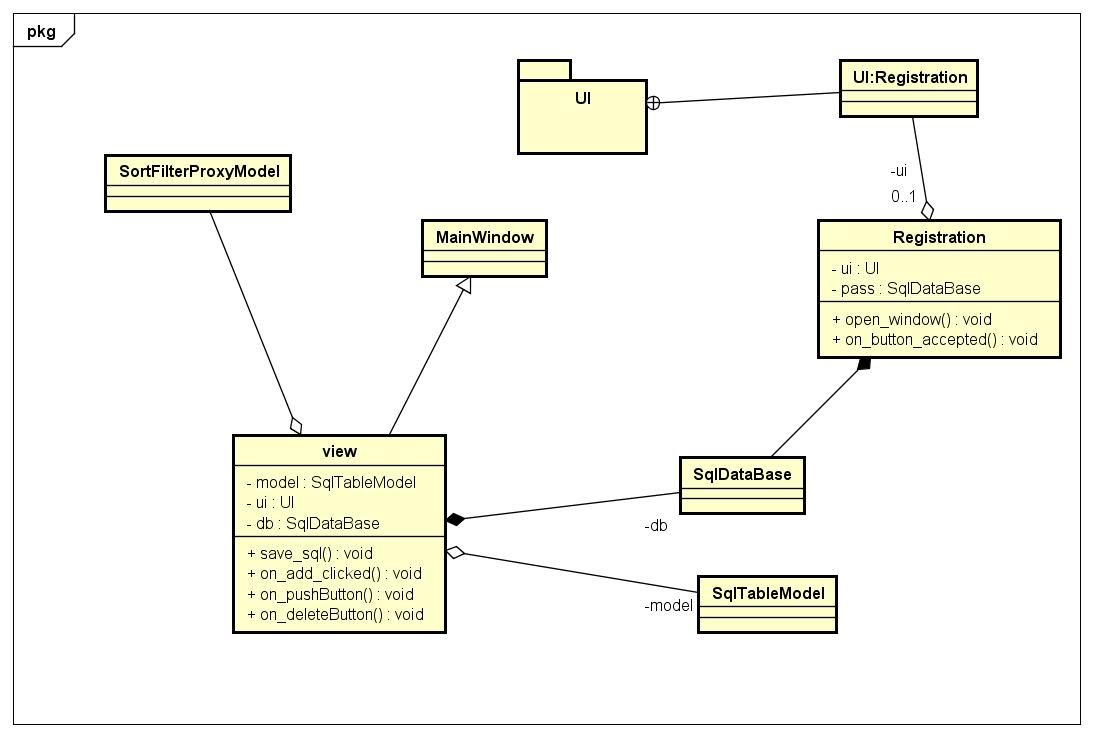 pkg
UI
UI:Registration
SortFilterProxyModel
-ui
0..1
MainWindow
Registration
- ui : UI
- pass : SqlDataBase
+ open_window() : void
+ on_button_accepted() : void
view
- model : SqlTableModel
- ui : UI
- db : SqlDataBase
+ save_sql() : void
+ on_add_clicked() : void
+ on_pushButton() : void
+ on_deleteButton() : void
SqlDataBase
-db
SqlTableModel
-model